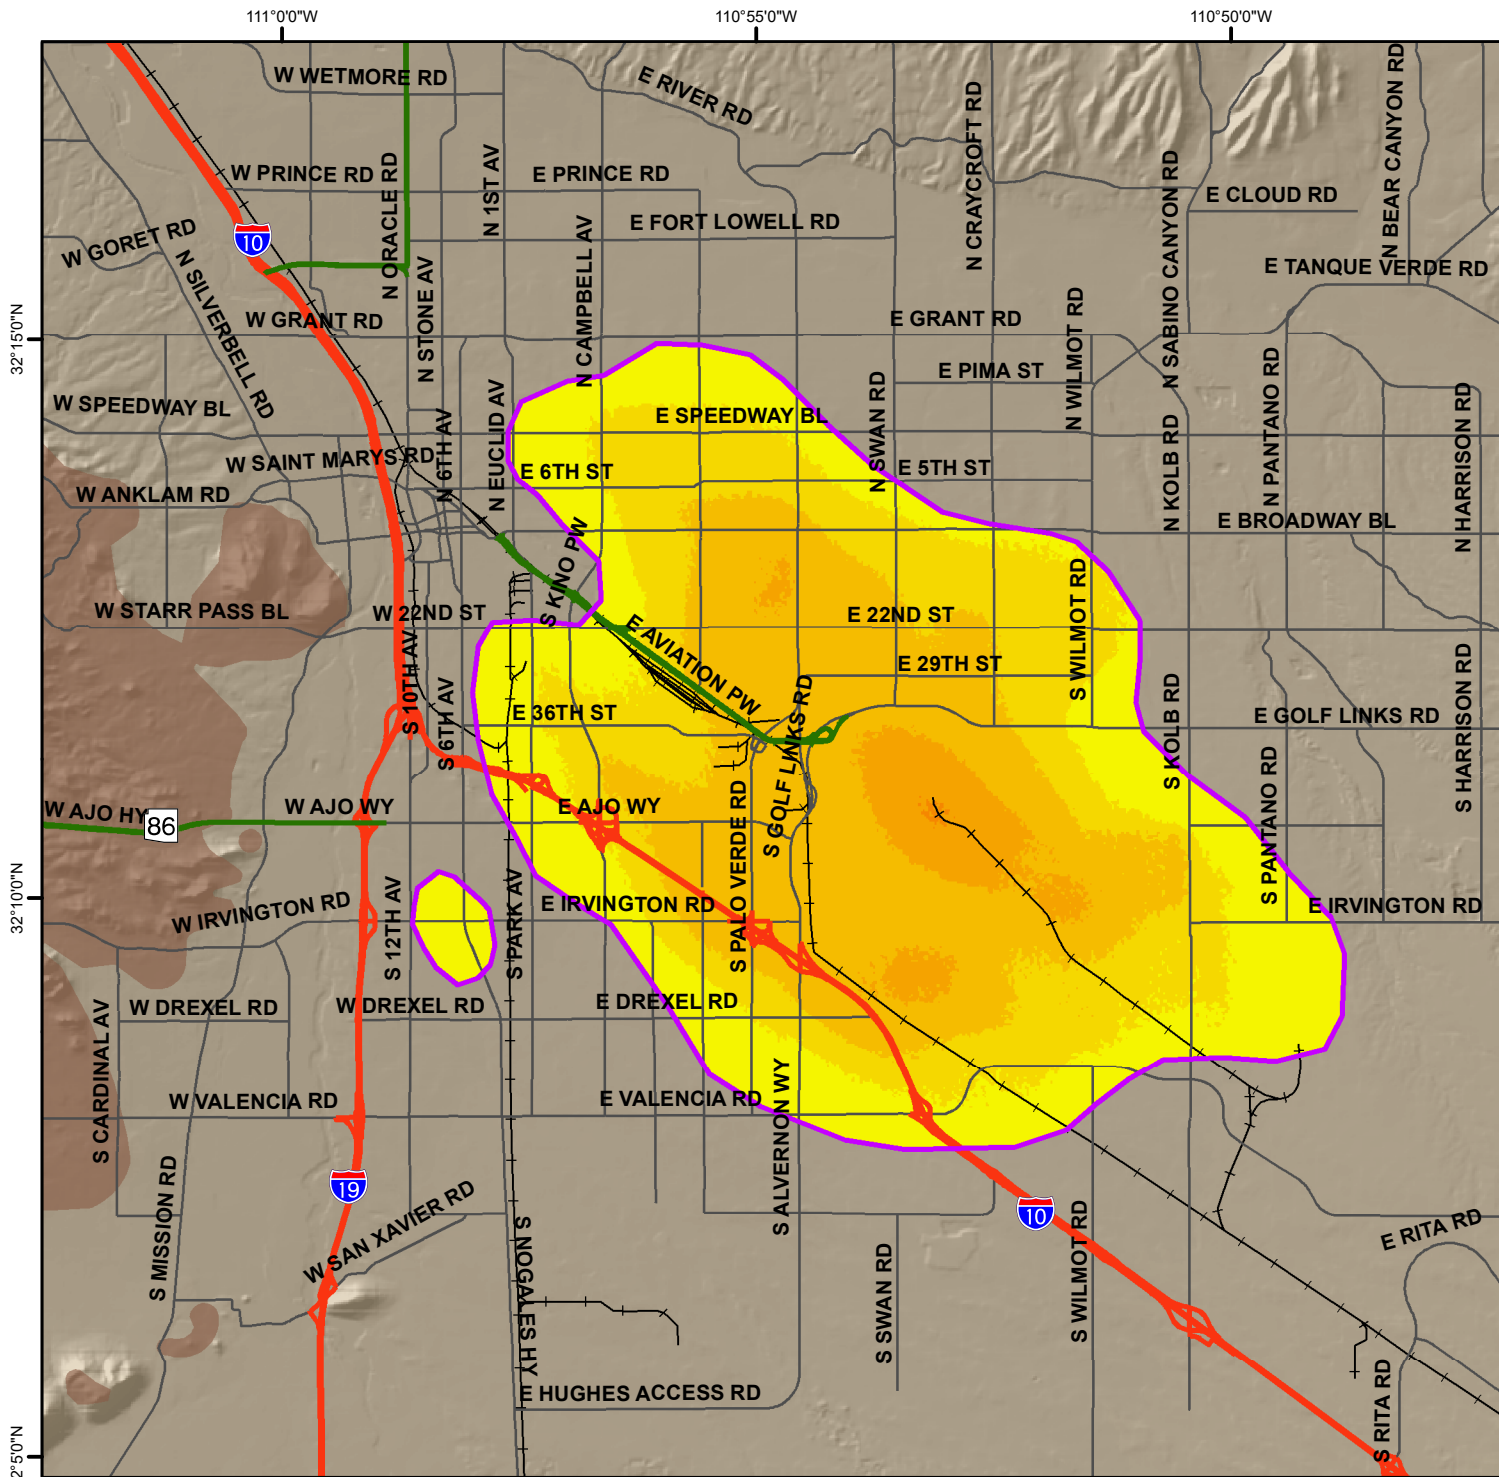 111°0'0"W
110°55'0"W
110°50'0"W
W WETMORE RD
E RIVER RD
N BEAR CANYON RD
N CRAYCROFT RD
W PRINCE RD
E PRINCE RD
N 1ST AV
N ORACLE RD
N SABINO CANYON RD
E CLOUD RD
E FORT LOWELL RD
W GORET RD
10
N SILVERBELL RD
N CAMPBELL AV
N STONE AV
E TANQUE VERDE RD
32°15'0"N
W GRANT RD
E GRANT RD
N WILMOT RD
E PIMA ST
N PANTANO RD
N SWAN RD
N HARRISON RD
W SPEEDWAY BL
E SPEEDWAY BL
N EUCLID AV
N 6TH AV
N KOLB RD
W SAINT MARYS RD
E 6TH ST
E 5TH ST
W ANKLAM RD
E BROADWAY BL
S KINO PW
W STARR PASS BL
W 22ND ST
E 22ND ST
S WILMOT RD
E AVIATION PW
E 29TH ST
S 10TH AV
S 6TH AV
E 36TH ST
S GOLF LINKS RD
E GOLF LINKS RD
S KOLB RD
S HARRISON RD
S PANTANO RD
W AJO HY
86
W AJO WY
E AJO WY
S PALO VERDE RD
32°10'0"N
W IRVINGTON RD
S 12TH AV
S PARK AV
E IRVINGTON RD
E IRVINGTON RD
W DREXEL RD
W DREXEL RD
E DREXEL RD
S CARDINAL AV
W VALENCIA RD
E VALENCIA RD
S ALVERNON WY
S MISSION RD
19
W SAN XAVIER RD
10
S NOGALES HY
S SWAN RD
S WILMOT RD
E RITA RD
E HUGHES ACCESS RD
S RITA RD
2°5'0"N